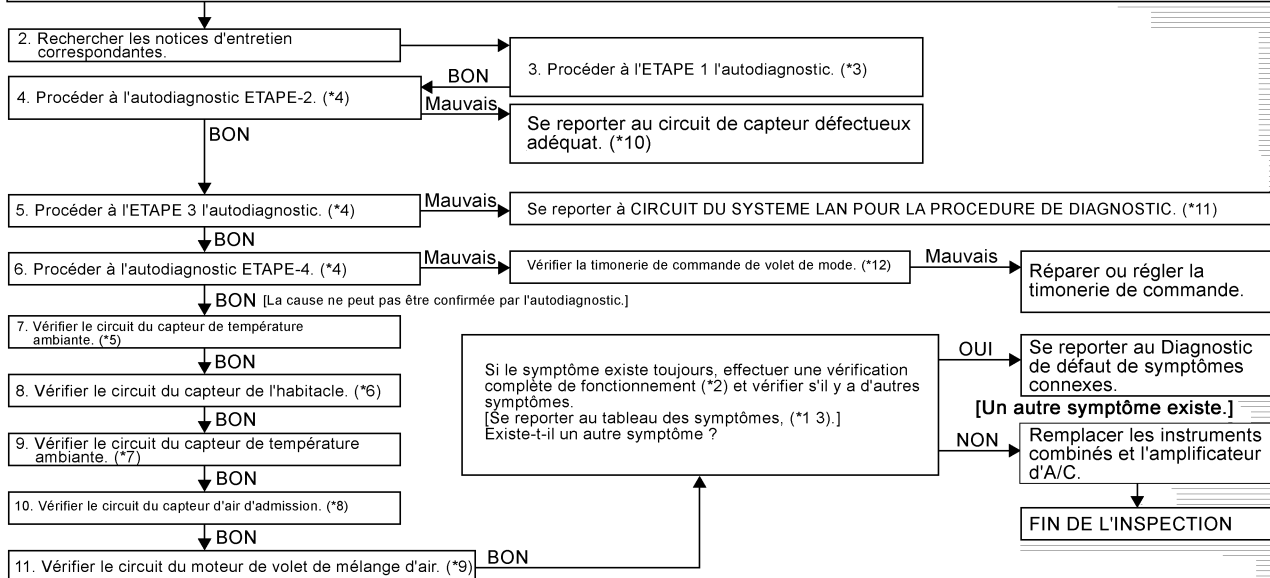 2. Rechercher les notices d'entretien
correspondantes.
3. Procéder à l'ETAPE 1 l'autodiagnostic. (*3)
BON
4. Procéder à l'autodiagnostic ETAPE-2. (*4)
Mauvais
Se reporter au circuit de capteur défectueux
adéquat. (*10)
BON
5. Procéder à l'ETAPE 3 l'autodiagnostic. (*4)
Mauvais
Se reporter à CIRCUIT DU SYSTEME LAN POUR LA PROCEDURE DE DIAGNOSTIC. (*11)
BON
6. Procéder à l'autodiagnostic ETAPE-4. (*4)
Mauvais
Vérifier la timonerie de commande de volet de mode. (*12)
Mauvais
Réparer ou régler la
timonerie de commande.
BON [La cause ne peut pas être confirmée par l'autodiagnostic.]
7. Vérifier le circuit du capteur de température
ambiante. (*5)
BON
8. Vérifier le circuit du capteur de l'habitacle. (*6)
BON
9. Vérifier le circuit du capteur de température
ambiante. (*7)
BON
10. Vérifier le circuit du capteur d'air d'admission. (*8)
BON
11. Vérifier le circuit du moteur de volet de mélange d'air. (*9)
BON
Si le symptôme existe toujours, effectuer une vérification
complète de fonctionnement (*2) et vérifier s'il y a d'autres
symptômes.
[Se reporter au tableau des symptômes, (*1 3).]
Existe-t-il un autre symptôme ?
OUI
Se reporter au Diagnostic
de défaut de symptômes
connexes.
[Un autre symptôme existe.]
NON
Remplacer les instruments
combinés et l'amplificateur
d'A/C.
FIN DE L'INSPECTION